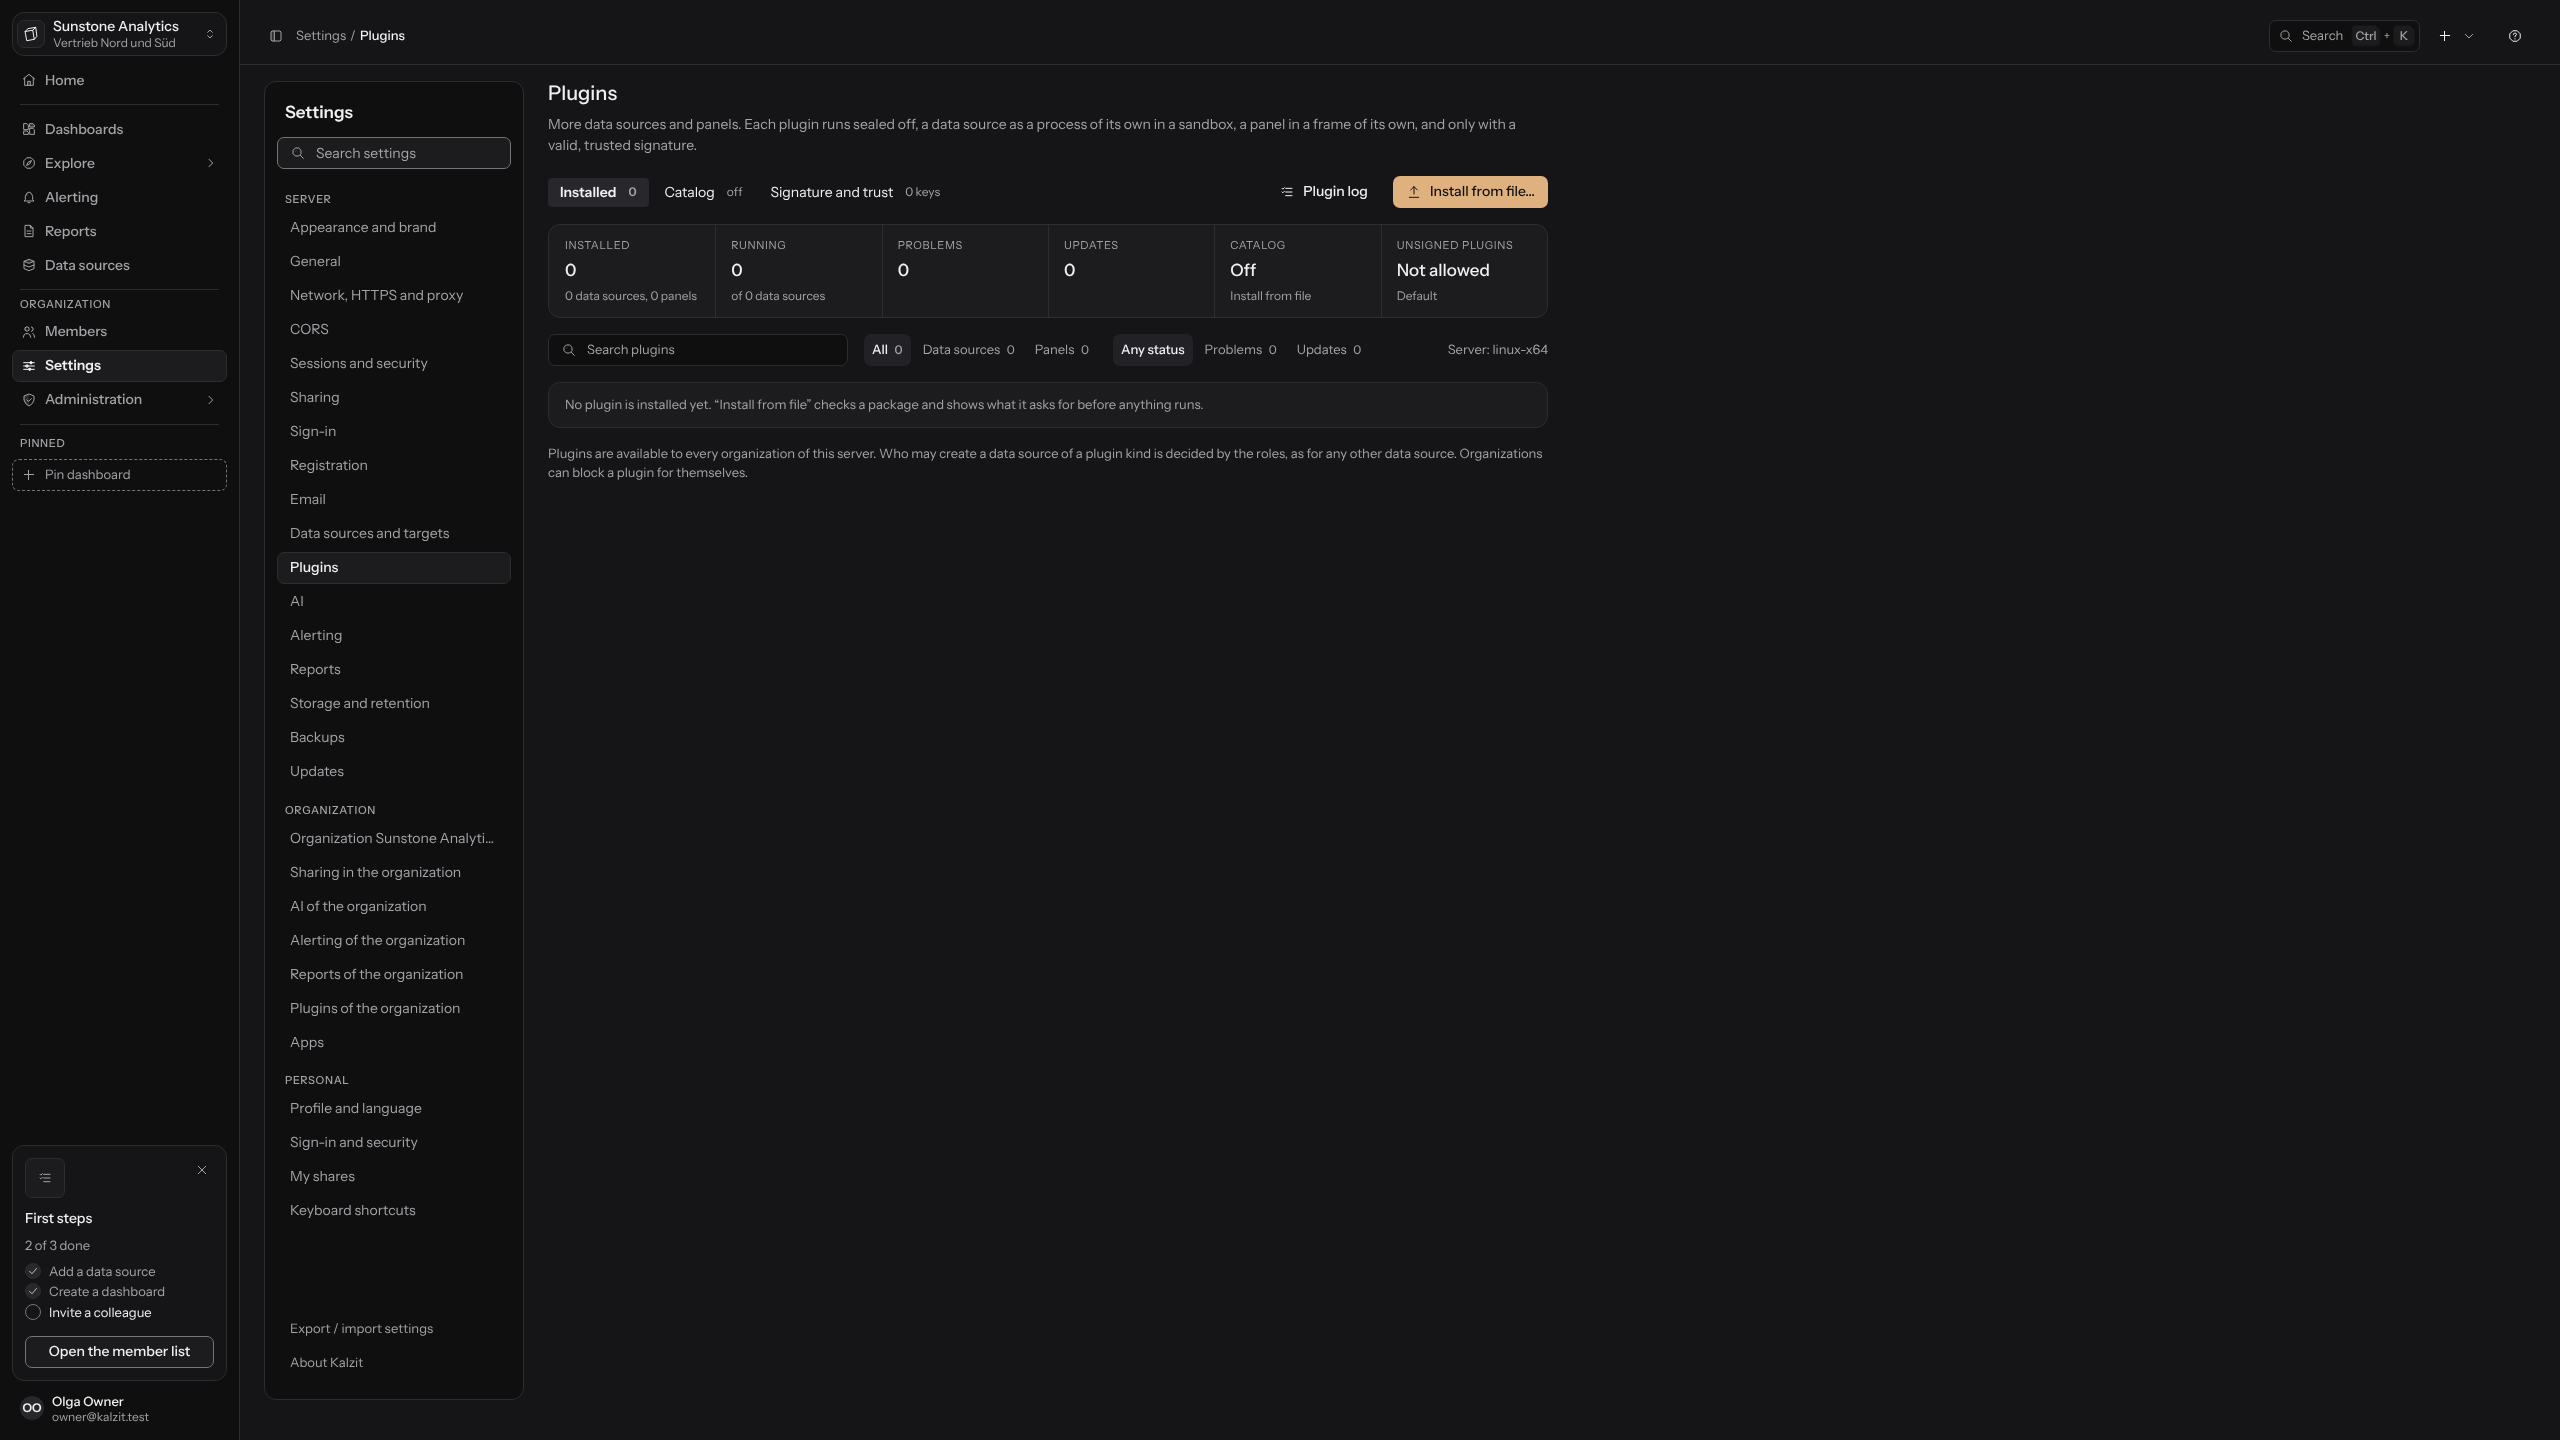 Sunstone Analytics
Vertrieb Nord und Süd
Home
Dashboards
Explore
Alerting
Reports
Data sources
ORGANIZATION
Members
Settings
Administration
PINNED
Pin dashboard
First steps
2 of 3 done
Add a data source
Create a dashboard
Invite a colleague
Open the member list
OO
Olga Owner
owner@kalzit.test
Settings / Plugins
Search Ctrl + K
Settings
Search settings
SERVER
Appearance and brand
General
Network, HTTPS and proxy
CORS
Sessions and security
Sharing
Sign-in
Registration
Email
Data sources and targets
Plugins
AI
Alerting
Reports
Storage and retention
Backups
Updates
ORGANIZATION
Organization Sunstone Analyti...
Sharing in the organization
AI of the organization
Alerting of the organization
Reports of the organization
Plugins of the organization
Apps
PERSONAL
Profile and language
Sign-in and security
My shares
Keyboard shortcuts
Export / import settings
About Kalzit
Plugins
More data sources and panels. Each plugin runs sealed off, a data source as a process of its own in a sandbox, a panel in a frame of its own, and only with a
valid, trusted signature.
Installed 0 Catalog off Signature and trust 0 keys Plugin log Install from file...
INSTALLED
0
0 data sources, 0 panels
RUNNING
0
of 0 data sources
PROBLEMS
0
UPDATES
0
CATALOG
Off
Install from file
UNSIGNED PLUGINS
Not allowed
Default
Search plugins All 0 Data sources 0 Panels 0 Any status Problems 0 Updates 0 Server: linux-x64
No plugin is installed yet. “Install from file” checks a package and shows what it asks for before anything runs.
Plugins are available to every organization of this server. Who may create a data source of a plugin kind is decided by the roles, as for any other data source. Organizations
can block a plugin for themselves.